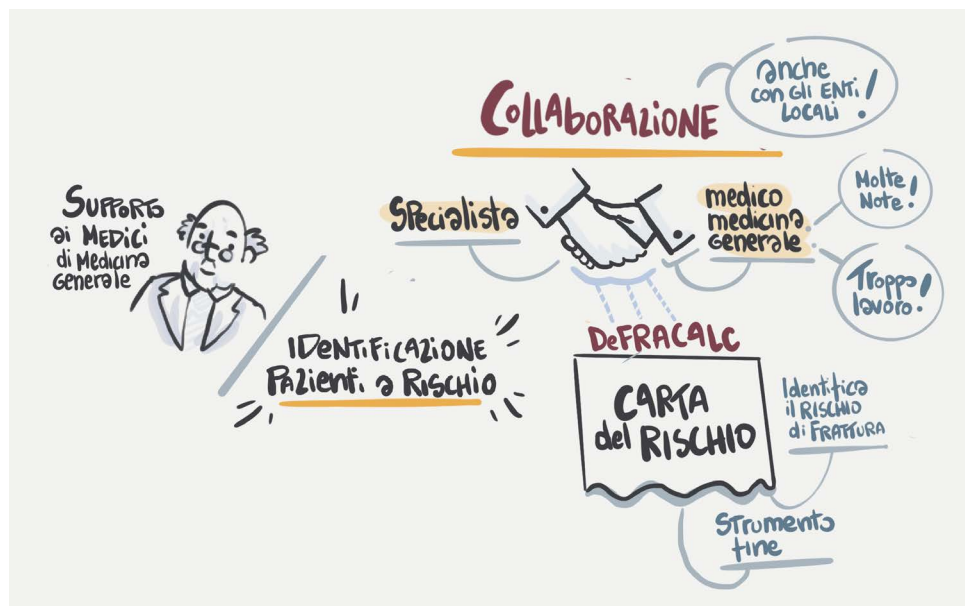 Supporto
ai MEDICI
di Medicina
Generale
IDENTIFICAZIONE
PAZIENTI a RISCHIO
COLLABORAZIONE
anche
con GLI ENTI
LOCALI !
SPecialista
medico
medicina
generale
Molte
Note!
Troppo
lavoro!
DeFRACALC
CARTA
del RISCHIO
Identifica
il RISCHIO
di FRATTURA
STrumento
fine